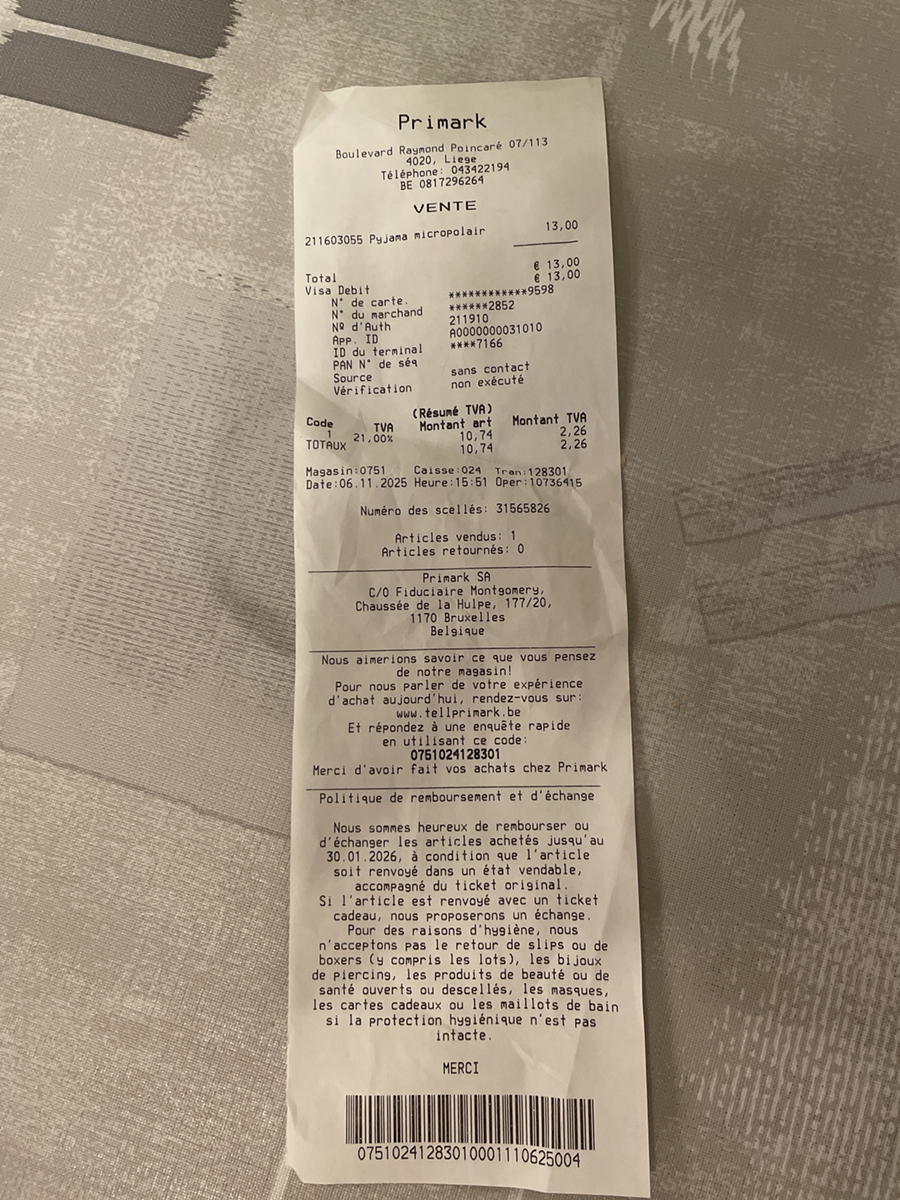 Primark
Boulevard Raymond Poincaré 07/113
4020, Liege
Téléphone: 043422194
BE 0817296264
VENTE
211603055 Pyjama micropolair 13,00
Total € 13,00
Visa Debit € 13,00
N° de carte. ************9598
N° du marchand ******2852
Nº d'Auth 211910
App. ID A0000000031010
ID du terminal ****7166
PAN N° de séq
Source sans contact
Vérification non exécuté
(Résumé TVA)
Code TVA Montant art Montant TVA
1 21,00% 10,74 2,26
TOTAUX 10,74 2,26
Magasin:0751 Caisse:024 Tran:128301
Date:06.11.2025 Heure:15:51 Oper:10736415
Numéro des scellés: 31565826
Articles vendus: 1
Articles retournés: 0
Primark SA
C/O Fiduciaire Montgomery,
Chaussée de la Hulpe, 177/20,
1170 Bruxelles
Belgique
Nous aimerions savoir ce que vous pensez
de notre magasin!
Pour nous parler de votre expérience
d'achat aujourd'hui, rendez-vous sur:
www.tellprimark.be
Et répondez à une enquête rapide
en utilisant ce code:
0751024128301
Merci d'avoir fait vos achats chez Primark
Politique de remboursement et d'échange
Nous sommes heureux de rembourser ou
d'échanger les articles achetés jusqu'au
30.01.2026, à condition que l'article
soit renvoyé dans un état vendable,
accompagné du ticket original.
Si l'article est renvoyé avec un ticket
cadeau, nous proposerons un échange.
Pour des raisons d'hygiène, nous
n'acceptons pas le retour de slips ou de
boxers (y compris les lots), les bijoux
de piercing, les produits de beauté ou de
santé ouverts ou descellés, les masques,
les cartes cadeaux ou les maillots de bain
si la protection hygiénique n'est pas
intacte.
MERCI
07510241283010001110625004